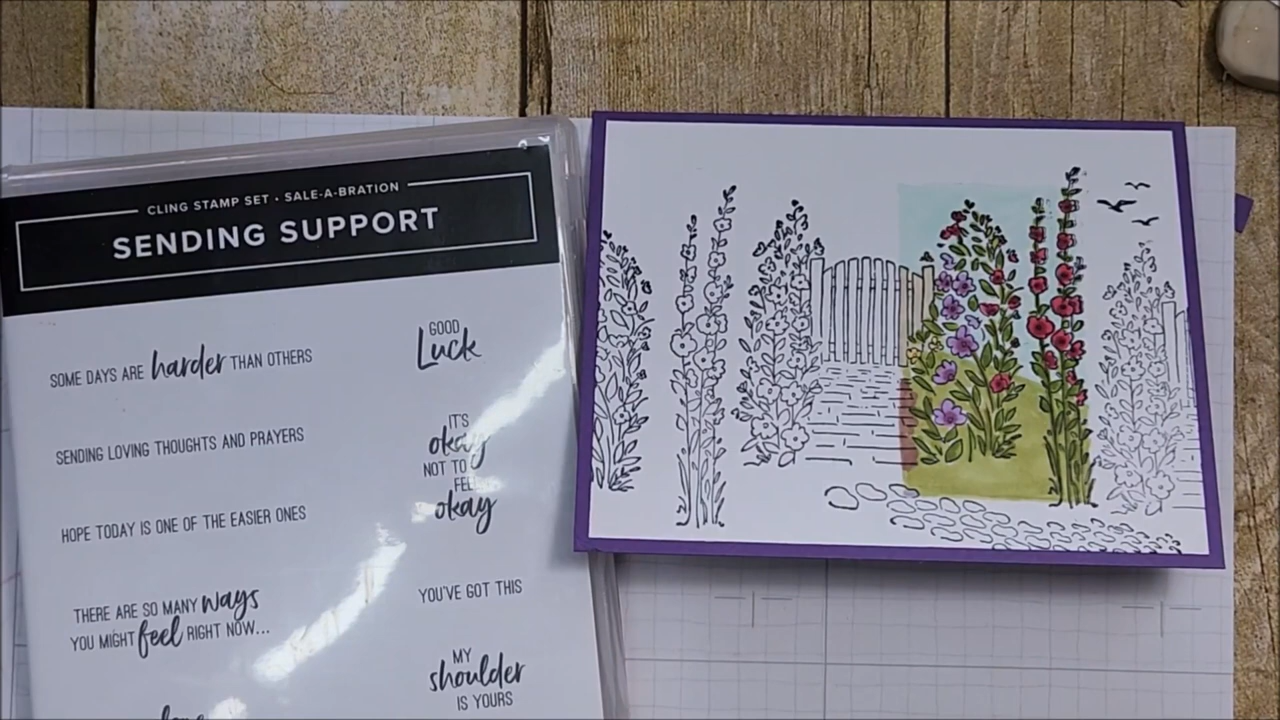 CLING STAMP SET • SALE-A-BRATION
SENDING SUPPORT
SOME DAYS ARE harder THAN OTHERS
SENDING LOVING THOUGHTS AND PRAYERS
HOPE TODAY IS ONE OF THE EASIER ONES
THERE ARE SO MANY ways
YOU MIGHT feel RIGHT NOW...
GOOD
Luck
IT'S
okay
NOT TO
FEEL
okay
YOU'VE GOT THIS
MY
shoulder
IS YOURS